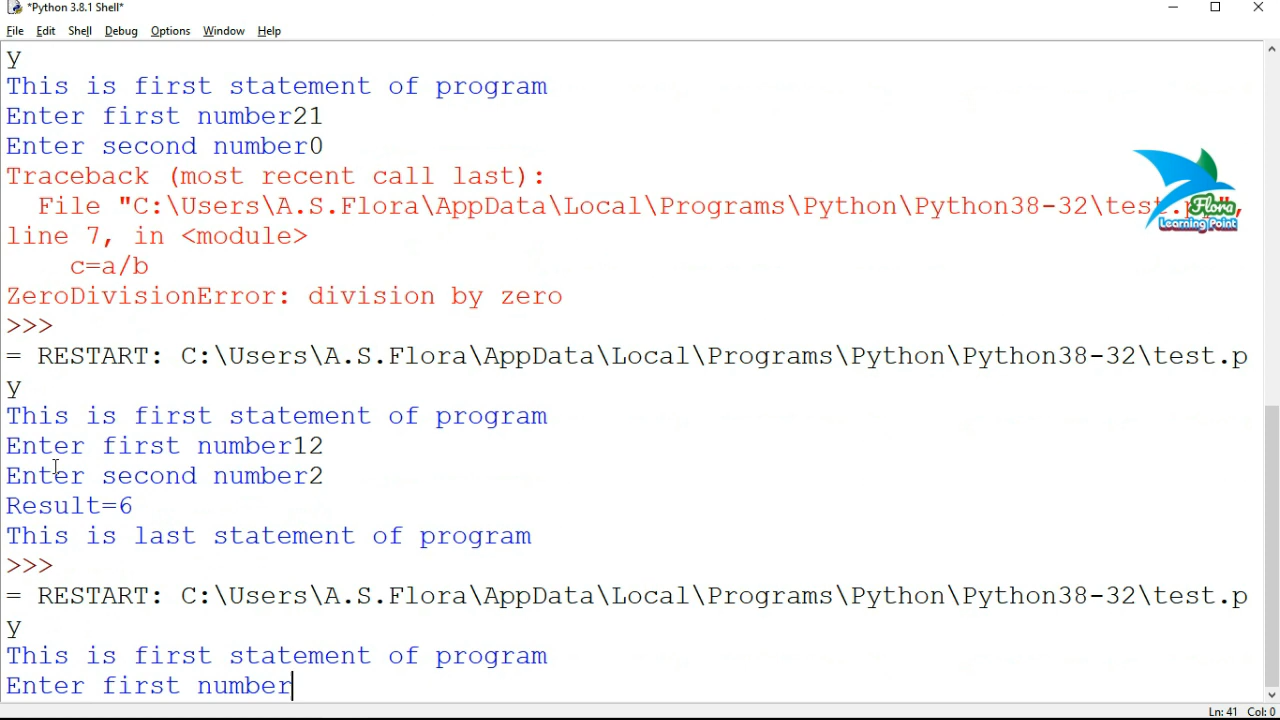 *Python 3.8.1 Shell*
File Edit Shell Debug Options Window Help
y
This is first statement of program
Enter first number21
Enter second number0
Traceback (most recent call last):
  File "C:\Users\A.S.Flora\AppData\Local\Programs\Python\Python38-32\test.py",
line 7, in <module>
    c=a/b
ZeroDivisionError: division by zero
>>>
= RESTART: C:\Users\A.S.Flora\AppData\Local\Programs\Python\Python38-32\test.p
y
This is first statement of program
Enter first number12
Enter second number2
Result=6
This is last statement of program
>>>
= RESTART: C:\Users\A.S.Flora\AppData\Local\Programs\Python\Python38-32\test.p
y
This is first statement of program
Enter first number
Flora
Learning Point
Ln: 41 Col: 0